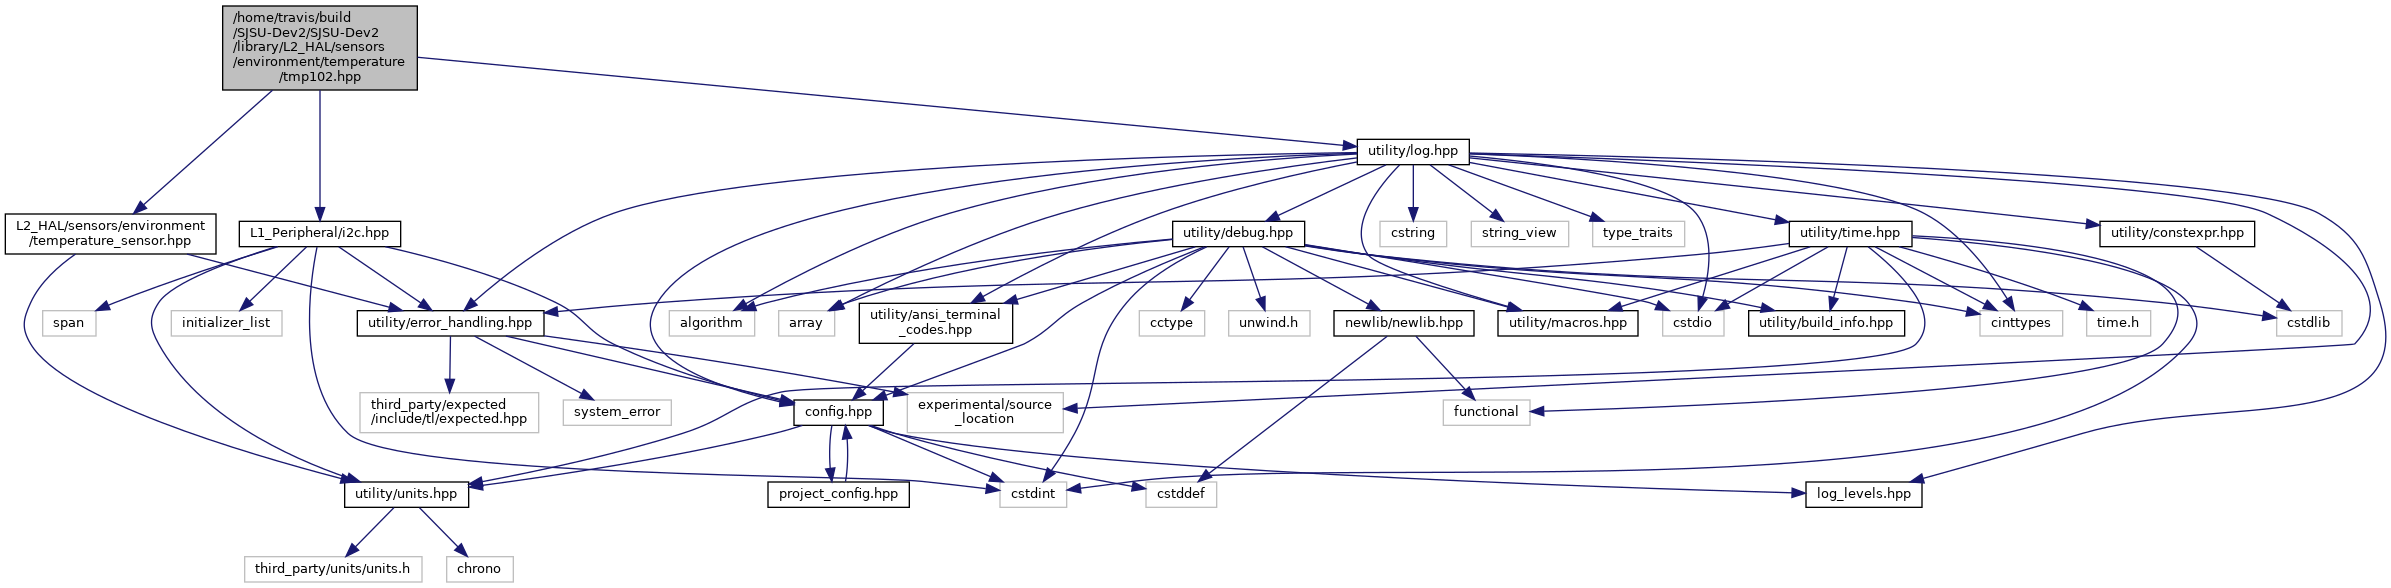 /home/travis/build
/SJSU-Dev2/SJSU-Dev2
/library/L2_HAL/sensors
/environment/temperature
/tmp102.hpp
utility/log.hpp
L2_HAL/sensors/environment
/temperature_sensor.hpp
L1_Peripheral/i2c.hpp
utility/debug.hpp
cstring
string_view
type_traits
utility/time.hpp
utility/constexpr.hpp
span
initializer_list
utility/error_handling.hpp
algorithm
array
utility/ansi_terminal
_codes.hpp
cctype
unwind.h
newlib/newlib.hpp
utility/macros.hpp
cstdio
utility/build_info.hpp
cinttypes
time.h
cstdlib
third_party/expected
/include/tl/expected.hpp
system_error
config.hpp
experimental/source
_location
functional
utility/units.hpp
project_config.hpp
cstdint
cstddef
log_levels.hpp
third_party/units/units.h
chrono